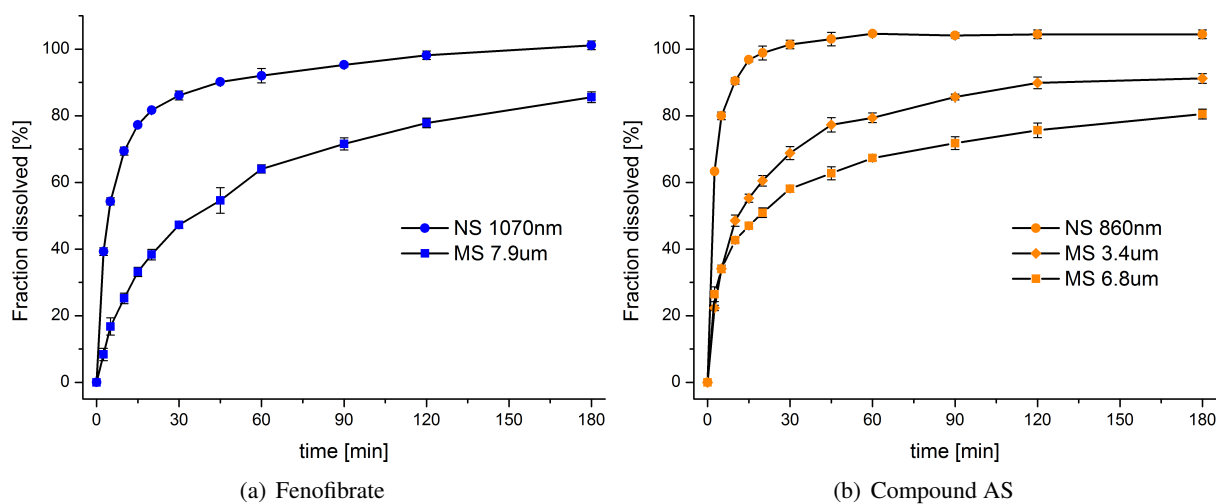 100
80
60
40
20
0
Fraction dissolved [%]
NS 1070nm
MS 7.9um
0 30 60 90 120 150 180
time [min]
(a) Fenofibrate
100
80
60
40
20
0
Fraction dissolved [%]
NS 860nm
MS 3.4um
MS 6.8um
0 30 60 90 120 150 180
time [min]
(b) Compound AS